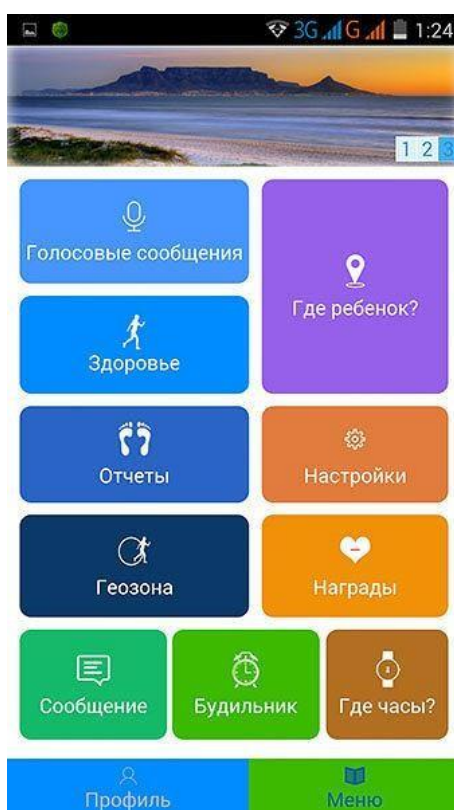 3G G 1:24
1 2 3
Голосовые сообщения
Где ребенок?
Здоровье
Отчеты
Настройки
Геозона
Награды
Сообщение
Будильник
Где часы?
Профиль
Меню